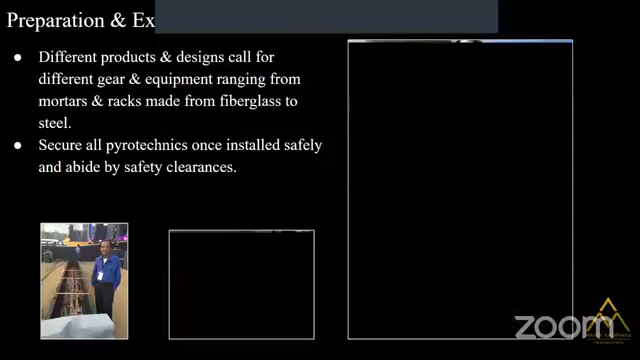 Preparation & Ex
● Different products & designs call for
different gear & equipment ranging from
mortars & racks made from fiberglass to
steel.
● Secure all pyrotechnics once installed safely
and abide by safety clearances.
zoom